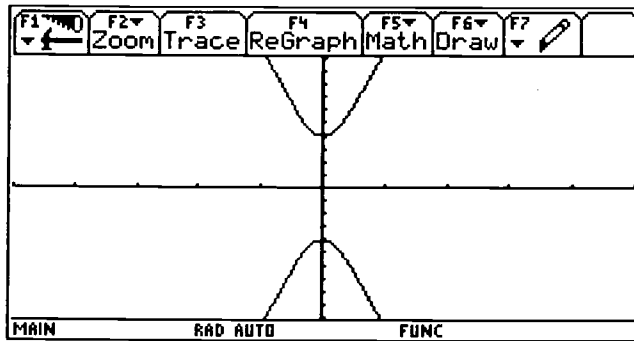 F1 F2 F3 F4 F5 F6 F7
Zoom Trace ReGraph Math Draw
MAIN RAD AUTO FUNC